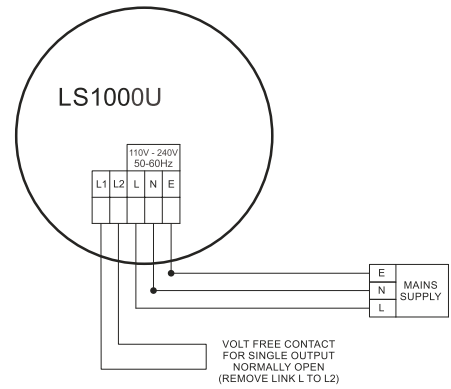 LS1000U
110V - 240V
50-60Hz
L1 L2 L N E
E
N
L
MAINS
SUPPLY
VOLT FREE CONTACT
FOR SINGLE OUTPUT
NORMALLY OPEN
(REMOVE LINK L TO L2)